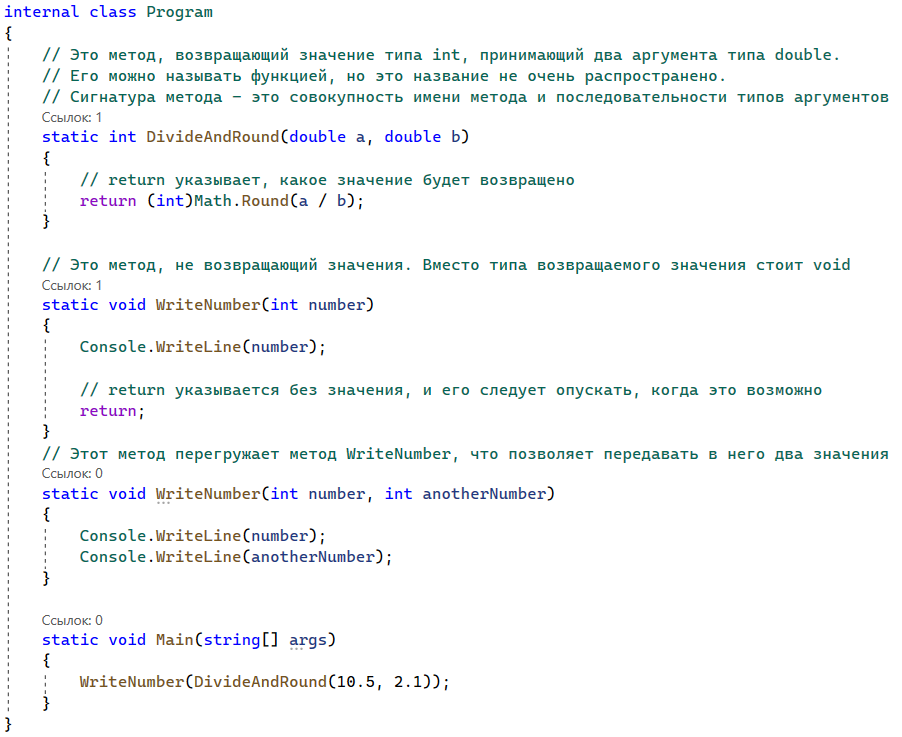 internal class Program
{
// Это метод, возвращающий значение типа int, принимающий два аргумента типа double.
// Его можно называть функцией, но это название не очень распространено.
// Сигнатура метода – это совокупность имени метода и последовательности типов аргументов
Ссылок: 1
static int DivideAndRound(double a, double b)
{
// return указывает, какое значение будет возвращено
return (int)Math.Round(a / b);
}
// Это метод, не возвращающий значения. Вместо типа возвращаемого значения стоит void
Ссылок: 1
static void WriteNumber(int number)
{
Console.WriteLine(number);
// return указывается без значения, и его следует опускать, когда это возможно
return;
}
// Этот метод перегружает метод WriteNumber, что позволяет передавать в него два значения
Ссылок: 0
static void WriteNumber(int number, int anotherNumber)
{
Console.WriteLine(number);
Console.WriteLine(anotherNumber);
}
Ссылок: 0
static void Main(string[] args)
{
WriteNumber(DivideAndRound(10.5, 2.1));
}
}